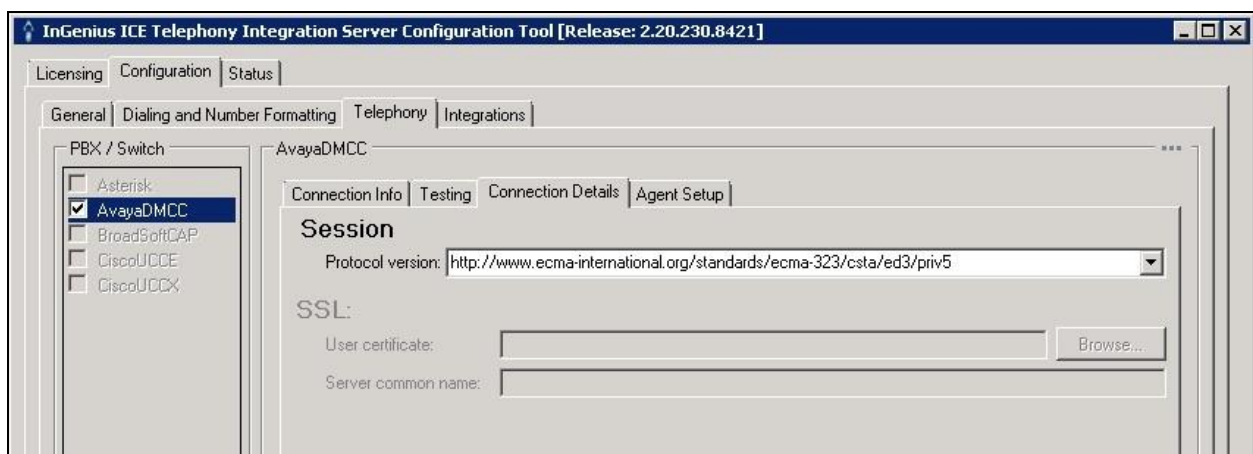 InGenius ICE Telephony Integration Server Configuration Tool [Release: 2.20.230.8421]
Licensing Configuration Status
General Dialing and Number Formatting Telephony Integrations
PBX / Switch
Asterisk
AvayaDMCC
BroadSoftCAP
CiscoUCCE
CiscoUCCX
AvayaDMCC
Connection Info Testing Connection Details Agent Setup
Session
Protocol version: http://www.ecma-international.org/standards/ecma-323/csta/ed3/priv5
SSL:
User certificate: Browse...
Server common name: